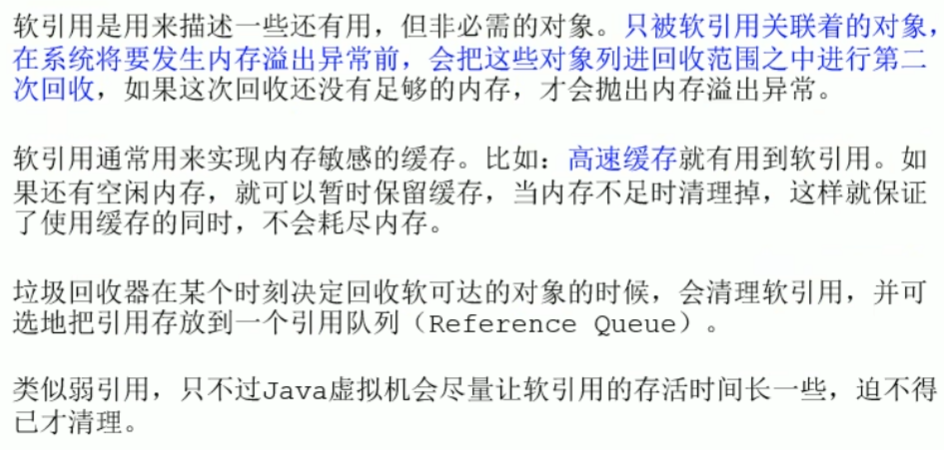 软引用是用来描述一些还有用，但非必需的对象。只被软引用关联着的对象，
在系统将要发生内存溢出异常前，会把这些对象列进回收范围之中进行第二
次回收，如果这次回收还没有足够的内存，才会抛出内存溢出异常。
软引用通常用来实现内存敏感的缓存。比如：高速缓存就有用到软引用。如
果还有空闲内存，就可以暂时保留缓存，当内存不足时清理掉，这样就保证
了使用缓存的同时，不会耗尽内存。
垃圾回收器在某个时刻决定回收软可达的对象的时候，会清理软引用，并可
选地把引用存放到一个引用队列（Reference Queue）。
类似弱引用，只不过Java虚拟机会尽量让软引用的存活时间长一些，迫不得
已才清理。